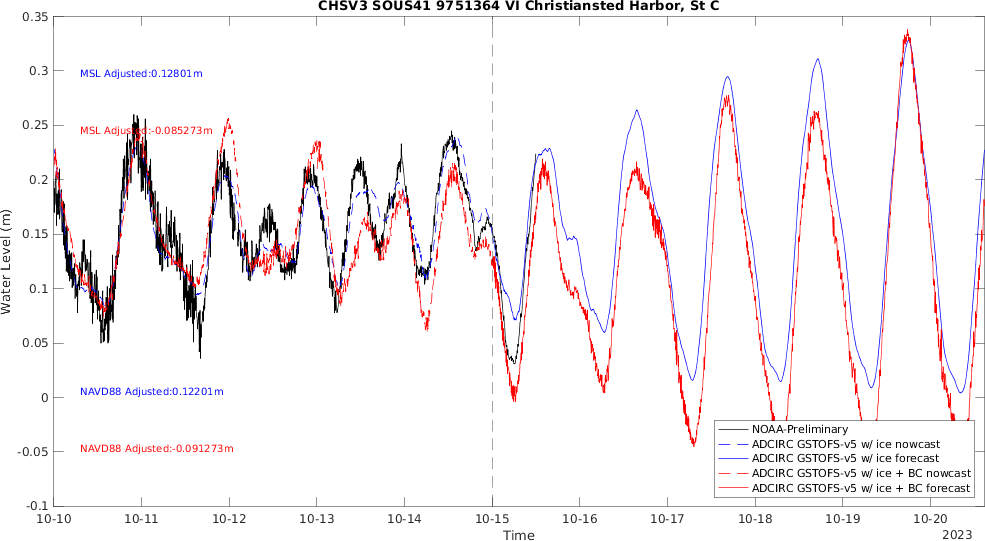 CHSV3 SOUS41 9751364 VI Christiansted Harbor, St C
0.35
0.3
0.25
0.2
0.15
0.1
0.05
0
-0.05
-0.1
Water Level (m)
MSL Adjusted:0.12801m
MSL Adjusted:-0.085273m
NAVD88 Adjusted:0.12201m
NAVD88 Adjusted:-0.091273m
NOAA-Preliminary
ADCIRC GSTOFS-v5 w/ ice nowcast
ADCIRC GSTOFS-v5 w/ ice forecast
ADCIRC GSTOFS-v5 w/ ice + BC nowcast
ADCIRC GSTOFS-v5 w/ ice + BC forecast
10-10 10-11 10-12 10-13 10-14 10-15 10-16 10-17 10-18 10-19 10-20
Time
2023